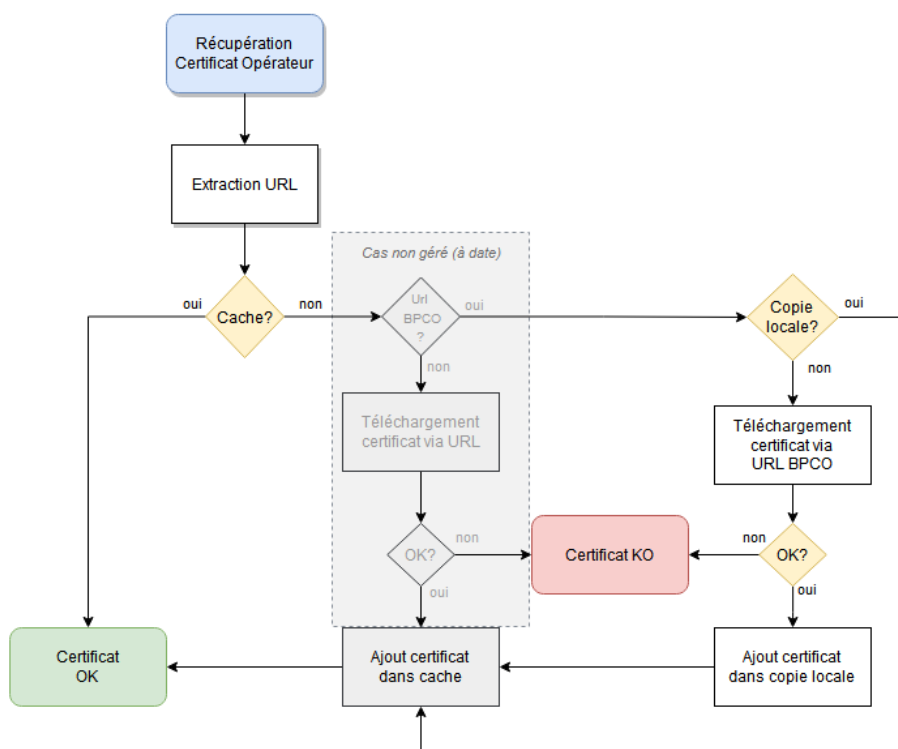 Récupération
Certificat Opérateur
Extraction URL
Cas non géré (à date)
oui
Cache?
non
Url
BPCO
?
oui
Copie
locale?
oui
non
non
Téléchargement
certificat via URL
Téléchargement
certificat via
URL BPCO
OK?
non
Certificat KO
non
OK?
oui
oui
Certificat
OK
Ajout certificat
dans cache
Ajout certificat
dans copie locale